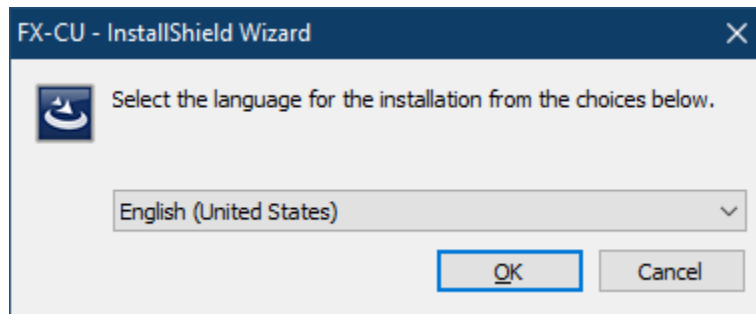 FX-CU - InstallShield Wizard
Select the language for the installation from the choices below.
English (United States)
OK Cancel